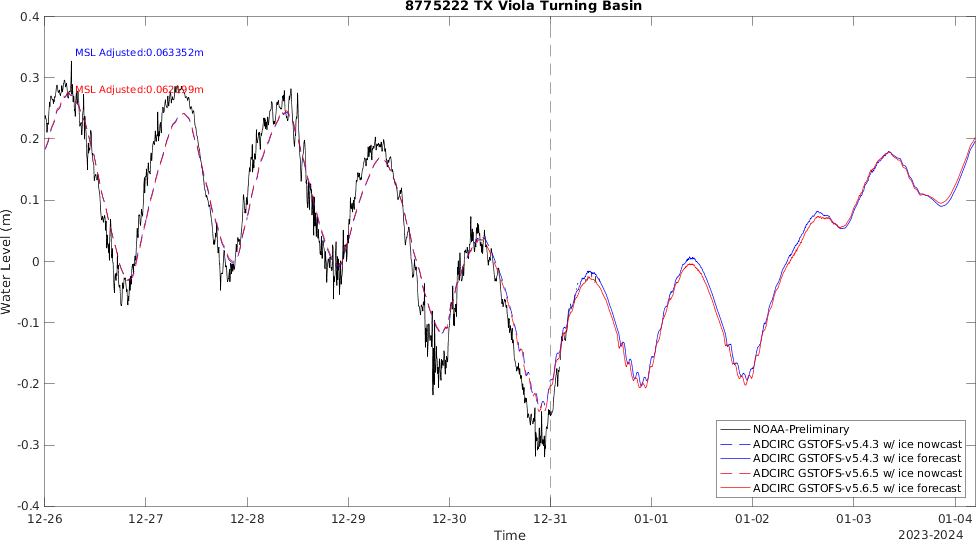 8775222 TX Viola Turning Basin
0.4
MSL Adjusted:0.063352m
0.3
0.2
0.1
0
-0.1
-0.2
-0.3
-0.4
Water Level (m)
NOAA-Preliminary
ADCIRC GSTOFS-v5.4.3 w/ ice nowcast
ADCIRC GSTOFS-v5.4.3 w/ ice forecast
ADCIRC GSTOFS-v5.6.5 w/ ice nowcast
ADCIRC GSTOFS-v5.6.5 w/ ice forecast
12-26 12-27 12-28 12-29 12-30 12-31 01-01 01-02 01-03 01-04
Time
2023-2024
MSL Adjusted: